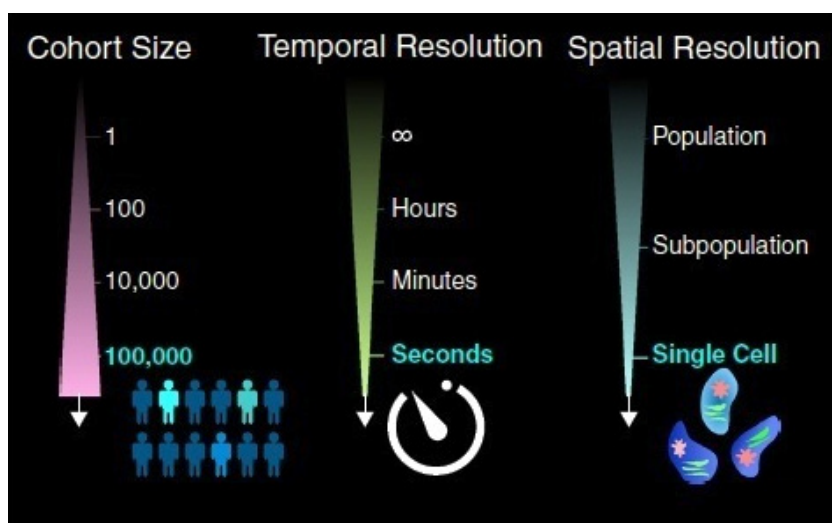 Cohort Size
1
100
10,000
100,000
Temporal Resolution
∞
Hours
Minutes
Seconds
Spatial Resolution
Population
Subpopulation
Single Cell